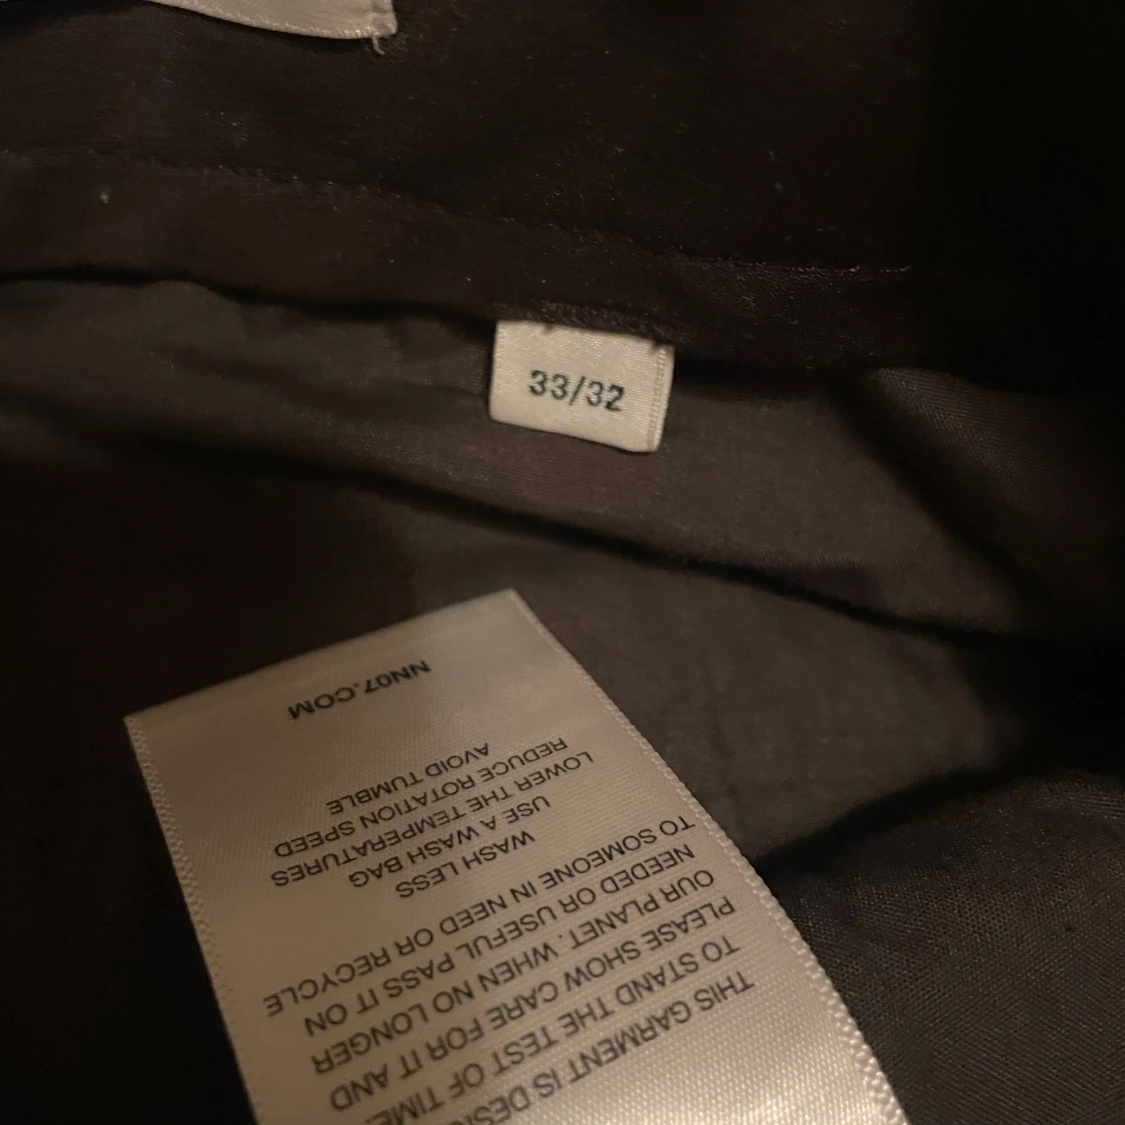 33/32
THIS GARMENT IS
TO STAND THE TEST OF TIME.
PLEASE SHOW CARE FOR IT AND
OUR PLANET. WHEN NO LONGER
NEEDED OR USEFUL PASS IT ON
TO SOMEONE IN NEED OR RECYCLE
WASH LESS
USE A WASH BAG
LOWER THE TEMPERATURES
REDUCE THE ROTATION SPEED
AVOID TUMBLE
NN07.COM